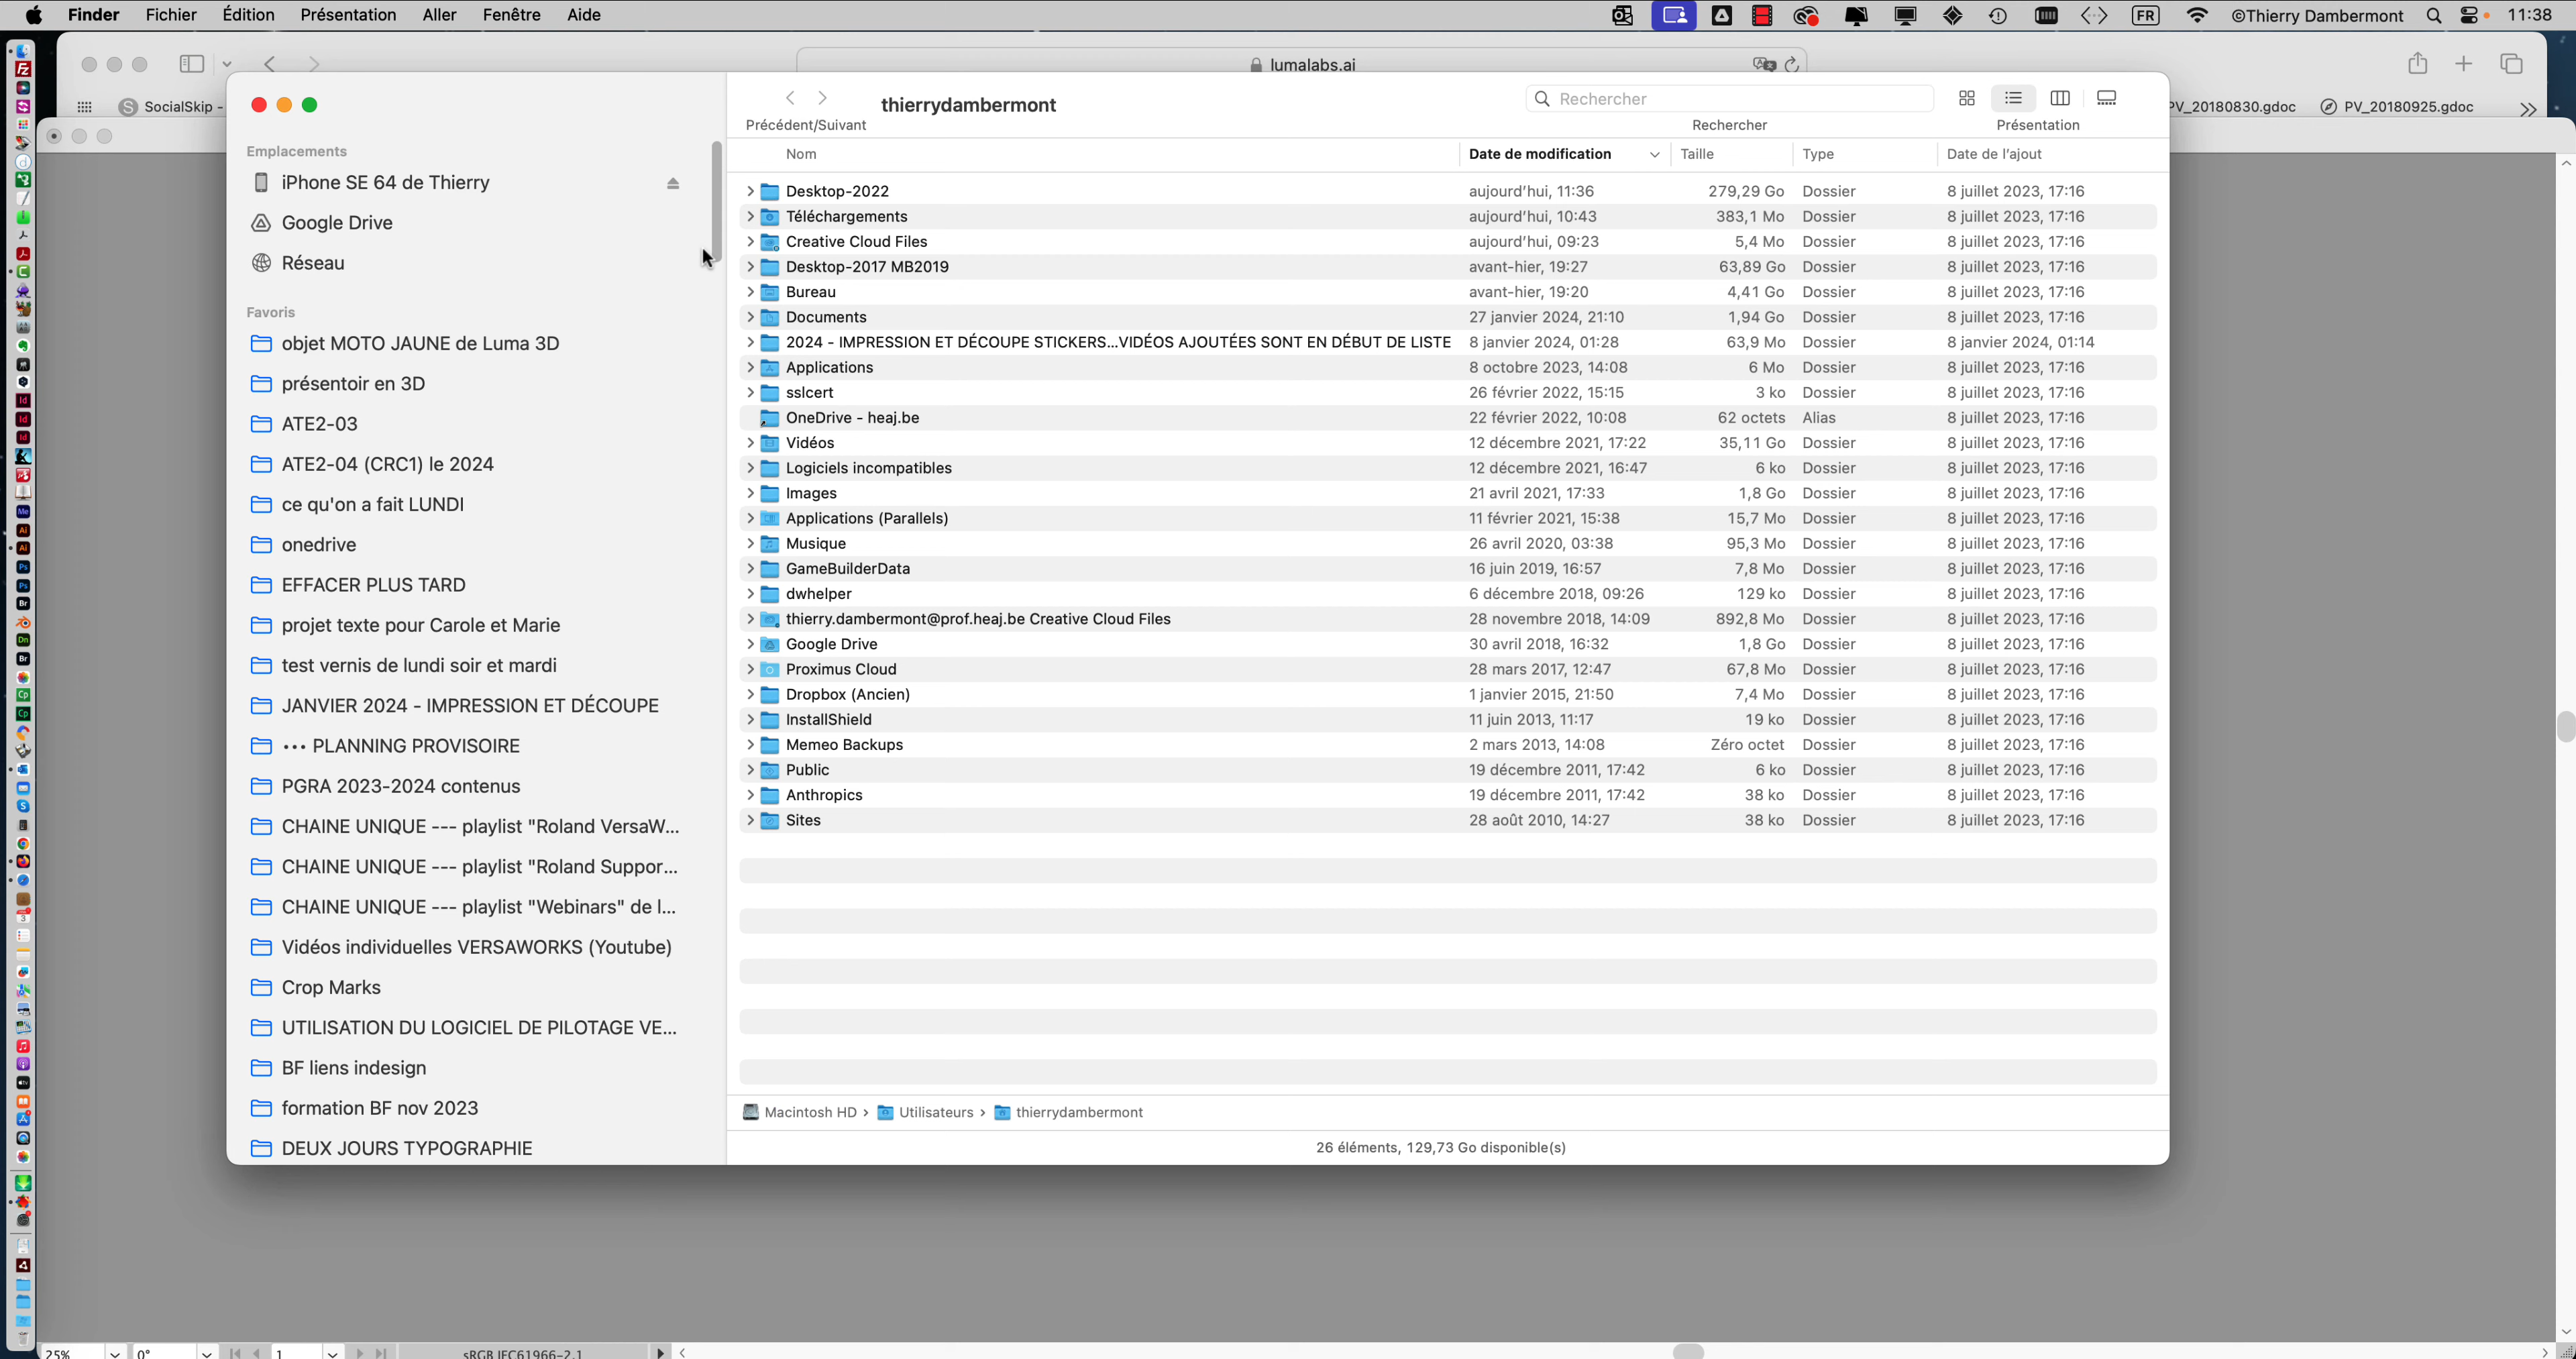 Finder Fichier Édition Présentation Aller Fenêtre Aide FR ©Thierry Dambermont 11:38
lumalabs.ai
SocialSkip - PV_20180830.gdoc PV_20180925.gdoc
thierrydambermont
Rechercher
Précédent/Suivant Rechercher Présentation
Emplacements
iPhone SE 64 de Thierry
Google Drive
Réseau
Favoris
objet MOTO JAUNE de Luma 3D
présentoir en 3D
ATE2-03
ATE2-04 (CRC1) le 2024
ce qu'on a fait LUNDI
onedrive
EFFACER PLUS TARD
projet texte pour Carole et Marie
test vernis de lundi soir et mardi
JANVIER 2024 - IMPRESSION ET DÉCOUPE
••• PLANNING PROVISOIRE
PGRA 2023-2024 contenus
CHAINE UNIQUE --- playlist "Roland VersaW...
CHAINE UNIQUE --- playlist "Roland Suppor...
CHAINE UNIQUE --- playlist "Webinars" de l...
Vidéos individuelles VERSAWORKS (Youtube)
Crop Marks
UTILISATION DU LOGICIEL DE PILOTAGE VE...
BF liens indesign
formation BF nov 2023
DEUX JOURS TYPOGRAPHIE
Nom Date de modification Taille Type Date de l'ajout
Desktop-2022 aujourd'hui, 11:36 279,29 Go Dossier 8 juillet 2023, 17:16
Téléchargements aujourd'hui, 10:43 383,1 Mo Dossier 8 juillet 2023, 17:16
Creative Cloud Files aujourd'hui, 09:23 5,4 Mo Dossier 8 juillet 2023, 17:16
Desktop-2017 MB2019 avant-hier, 19:27 63,89 Go Dossier 8 juillet 2023, 17:16
Bureau avant-hier, 19:20 4,41 Go Dossier 8 juillet 2023, 17:16
Documents 27 janvier 2024, 21:10 1,94 Go Dossier 8 juillet 2023, 17:16
2024 - IMPRESSION ET DÉCOUPE STICKERS...VIDÉOS AJOUTÉES SONT EN DÉBUT DE LISTE 8 janvier 2024, 01:28 63,9 Mo Dossier 8 janvier 2024, 01:14
Applications 8 octobre 2023, 14:08 6 Mo Dossier 8 juillet 2023, 17:16
sslcert 26 février 2022, 15:15 3 ko Dossier 8 juillet 2023, 17:16
OneDrive - heaj.be 22 février 2022, 10:08 62 octets Alias 8 juillet 2023, 17:16
Vidéos 12 décembre 2021, 17:22 35,11 Go Dossier 8 juillet 2023, 17:16
Logiciels incompatibles 12 décembre 2021, 16:47 6 ko Dossier 8 juillet 2023, 17:16
Images 21 avril 2021, 17:33 1,8 Go Dossier 8 juillet 2023, 17:16
Applications (Parallels) 11 février 2021, 15:38 15,7 Mo Dossier 8 juillet 2023, 17:16
Musique 26 avril 2020, 03:38 95,3 Mo Dossier 8 juillet 2023, 17:16
GameBuilderData 16 juin 2019, 16:57 7,8 Mo Dossier 8 juillet 2023, 17:16
dwhelper 6 décembre 2018, 09:26 129 ko Dossier 8 juillet 2023, 17:16
thierry.dambermont@prof.heaj.be Creative Cloud Files 28 novembre 2018, 14:09 892,8 Mo Dossier 8 juillet 2023, 17:16
Google Drive 30 avril 2018, 16:32 1,8 Go Dossier 8 juillet 2023, 17:16
Proximus Cloud 28 mars 2017, 12:47 67,8 Mo Dossier 8 juillet 2023, 17:16
Dropbox (Ancien) 1 janvier 2015, 21:50 7,4 Mo Dossier 8 juillet 2023, 17:16
InstallShield 11 juin 2013, 11:17 19 ko Dossier 8 juillet 2023, 17:16
Memeo Backups 2 mars 2013, 14:08 Zéro octet Dossier 8 juillet 2023, 17:16
Public 19 décembre 2011, 17:42 6 ko Dossier 8 juillet 2023, 17:16
Anthropics 19 décembre 2011, 17:42 38 ko Dossier 8 juillet 2023, 17:16
Sites 28 août 2010, 14:27 38 ko Dossier 8 juillet 2023, 17:16
Macintosh HD › Utilisateurs › thierrydambermont
26 éléments, 129,73 Go disponible(s)
25% 0° 1 sRGB IEC61966-2.1